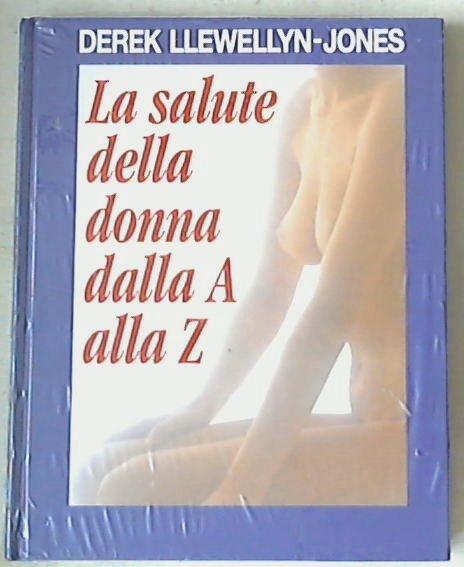 DEREK LLEWELLYN-JONES
La salute
della
donna
dalla A
alla Z